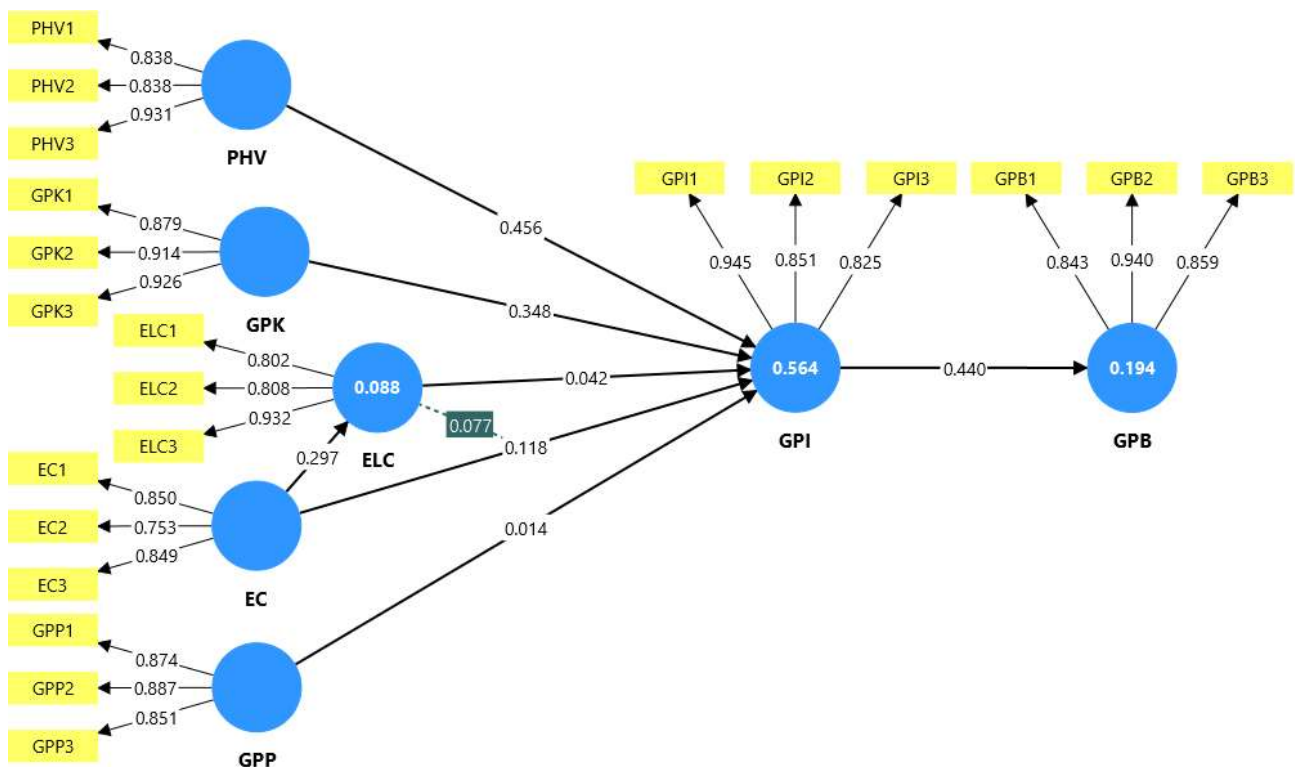 PHV1
0.838
PHV2
0.838
PHV3
0.931
PHV
GPK1
0.879
GPK2
0.914
GPK3
0.926
GPK
ELC1
0.802
ELC2
0.808
ELC3
0.932
0.088
ELC
EC1
0.850
EC2
0.753
EC3
0.849
EC
GPP1
0.874
GPP2
0.887
GPP3
0.851
GPP
0.456
0.348
0.042
0.077
0.118
0.297
0.014
GPI1
GPI2
GPI3
0.945
0.851
0.825
0.564
GPI
0.440
GPB1
GPB2
GPB3
0.843
0.940
0.859
0.194
GPB